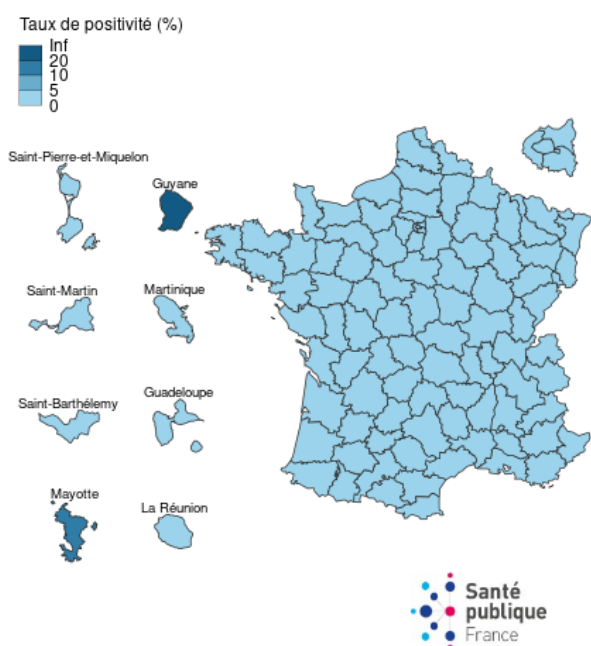 Taux de positivité (%)
Inf
20
10
5
0
Saint-Pierre-et-Miquelon
Guyane
Saint-Martin
Martinique
Saint-Barthélemy
Guadeloupe
Mayotte
La Réunion
Santé
publique
France